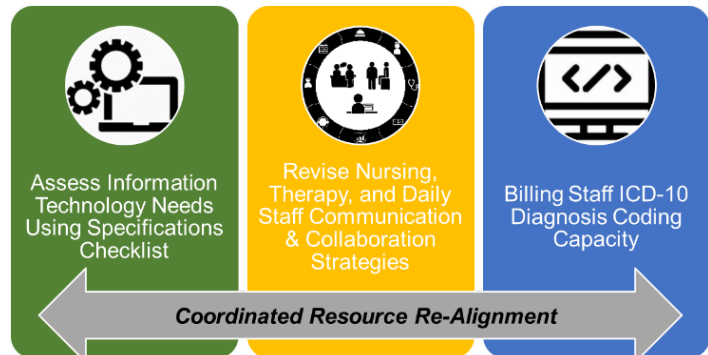 Assess Information
Technology Needs
Using Specifications
Checklist
Revise Nursing,
Therapy, and Daily
Staff Communication
& Collaboration
Strategies
Billing Staff ICD-10
Diagnosis Coding
Capacity
</>
Coordinated Resource Re-Alignment